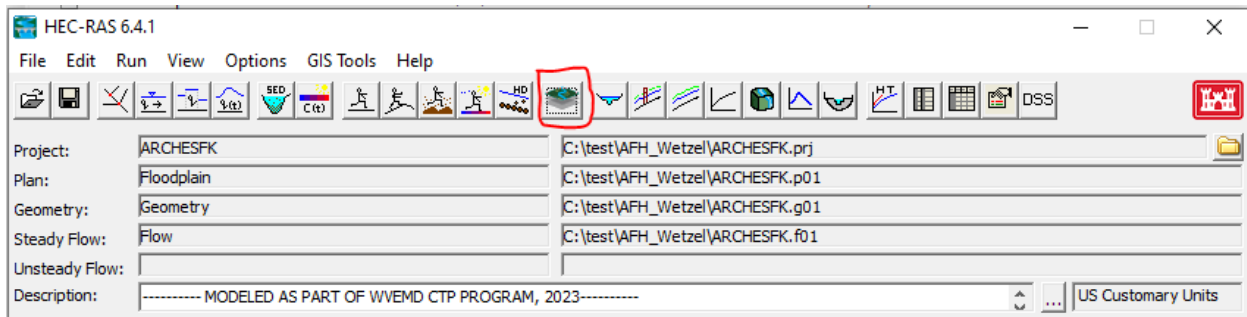 HEC-RAS 6.4.1
File Edit Run View Options GIS Tools Help
SED C(t) HD HT DSS
Project: ARCHESFK C:\test\AFH_Wetzel\ARCHESFK.prj
Plan: Floodplain C:\test\AFH_Wetzel\ARCHESFK.p01
Geometry: Geometry C:\test\AFH_Wetzel\ARCHESFK.g01
Steady Flow: Flow C:\test\AFH_Wetzel\ARCHESFK.f01
Unsteady Flow:
Description: ---------- MODELED AS PART OF WVEMD CTP PROGRAM, 2023---------- ... US Customary Units